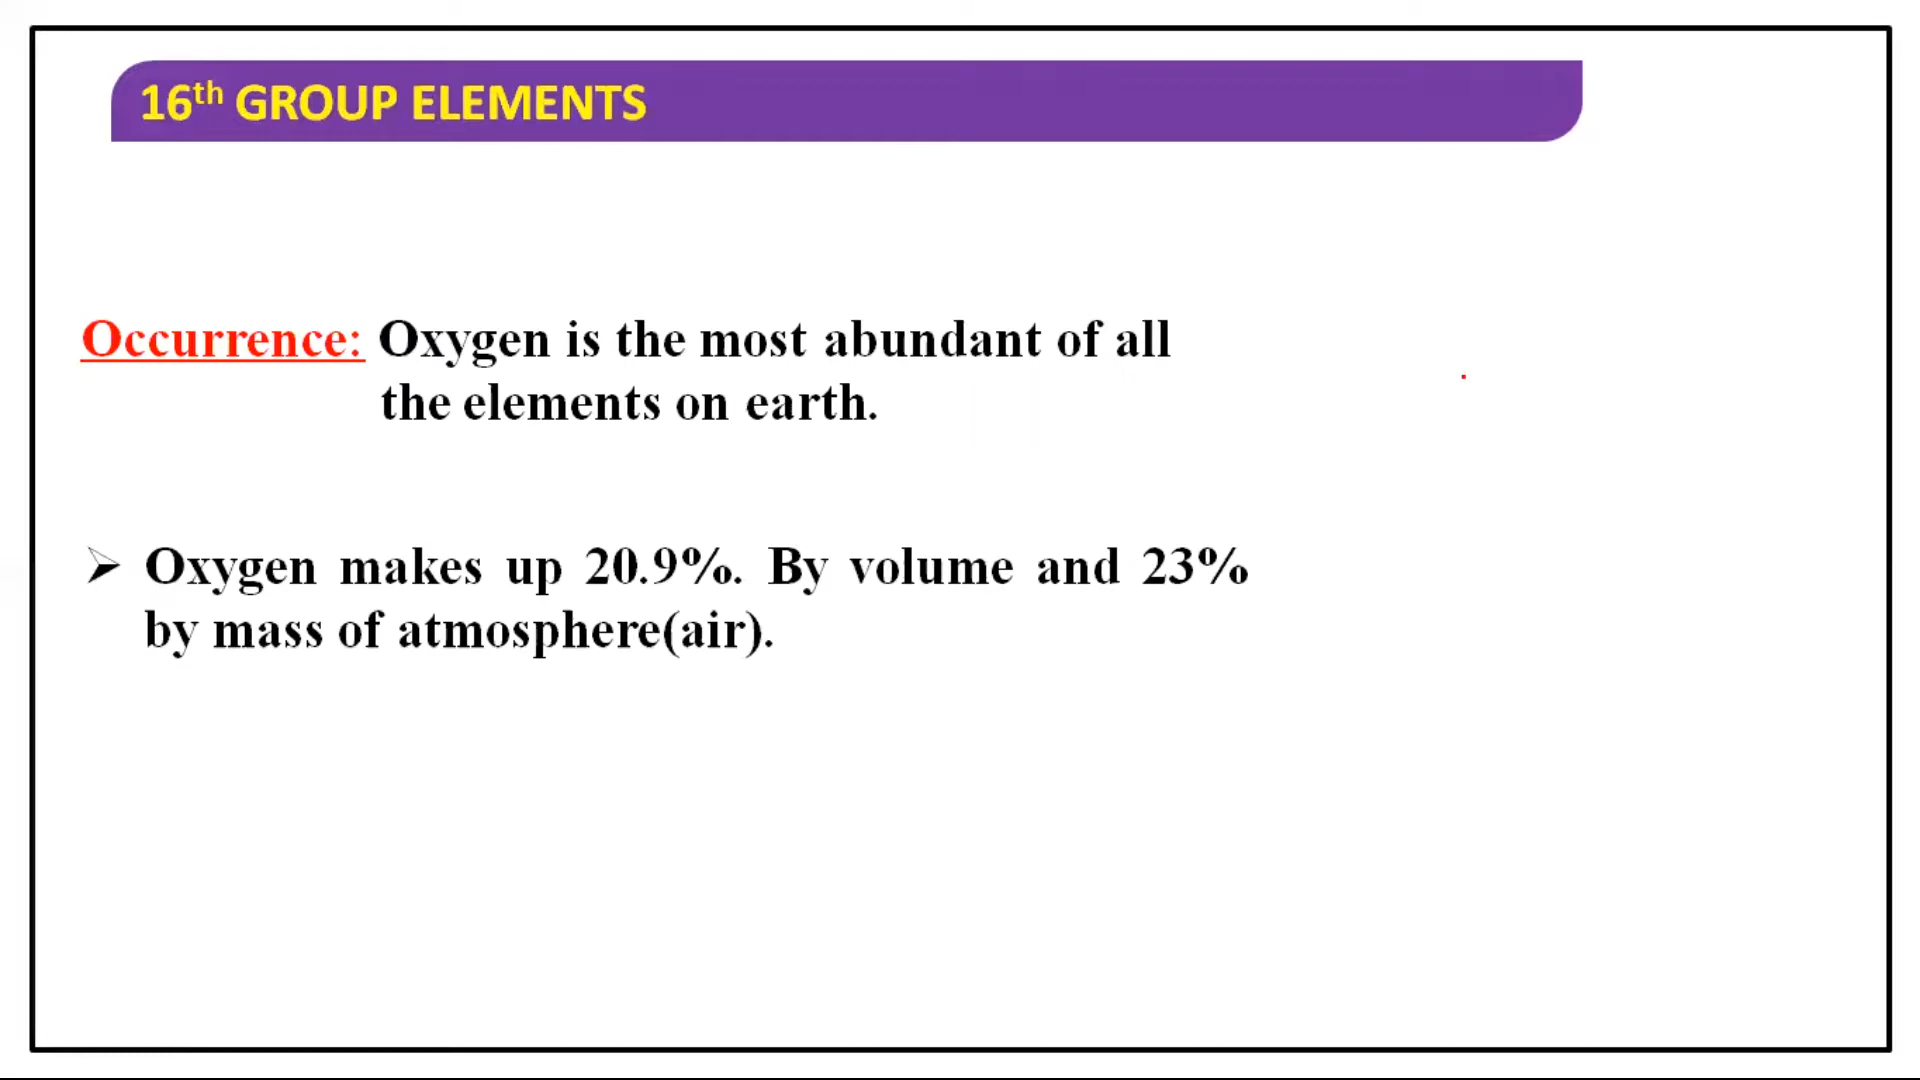 16th GROUP ELEMENTS
Occurrence: Oxygen is the most abundant of all
the elements on earth.
➢ Oxygen makes up 20.9%. By volume and 23%
by mass of atmosphere(air).